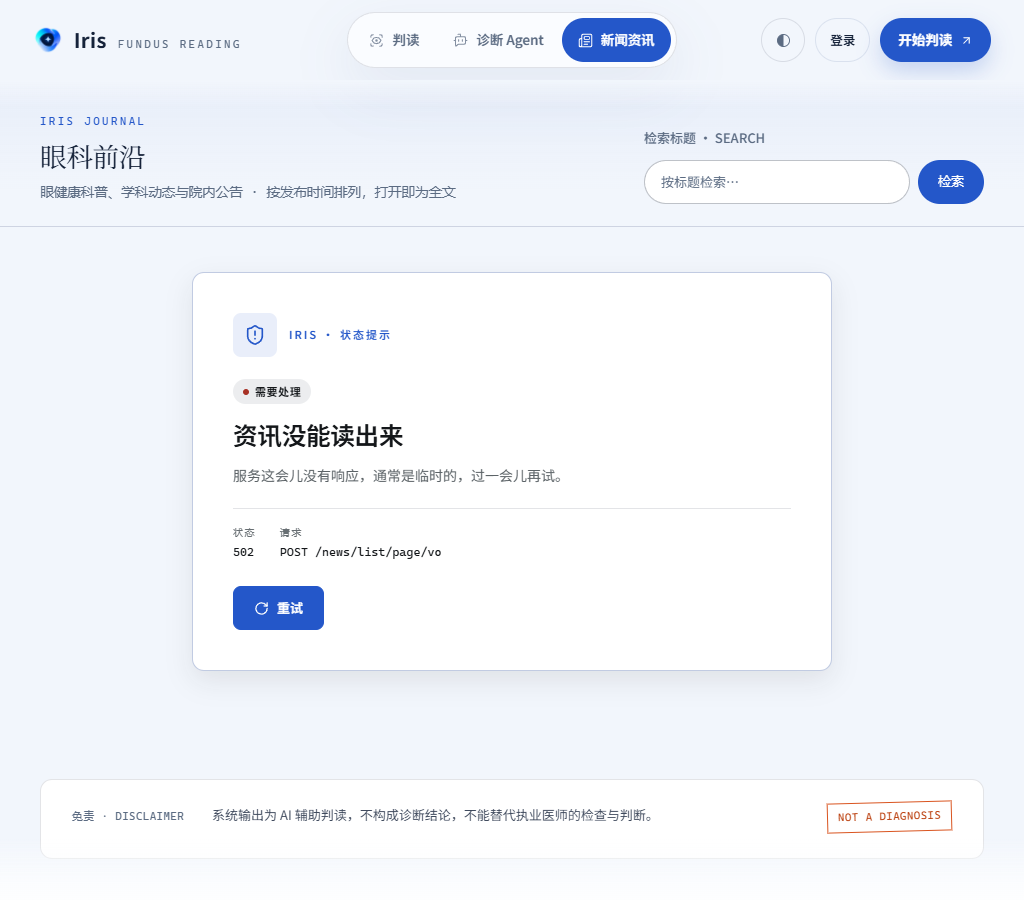 Iris FUNDUS READING
判读
诊断 Agent
新闻资讯
登录
开始判读
IRIS JOURNAL
眼科前沿
眼健康科普、学科动态与院内公告 · 按发布时间排列，打开即为全文
检索标题 · SEARCH
按标题检索…
检索
IRIS · 状态提示
需要处理
资讯没能读出来
服务这会儿没有响应，通常是临时的，过一会儿再试。
状态 请求
502 POST /news/list/page/vo
重试
免责 · DISCLAIMER
系统输出为 AI 辅助判读，不构成诊断结论，不能替代执业医师的检查与判断。
NOT A DIAGNOSIS